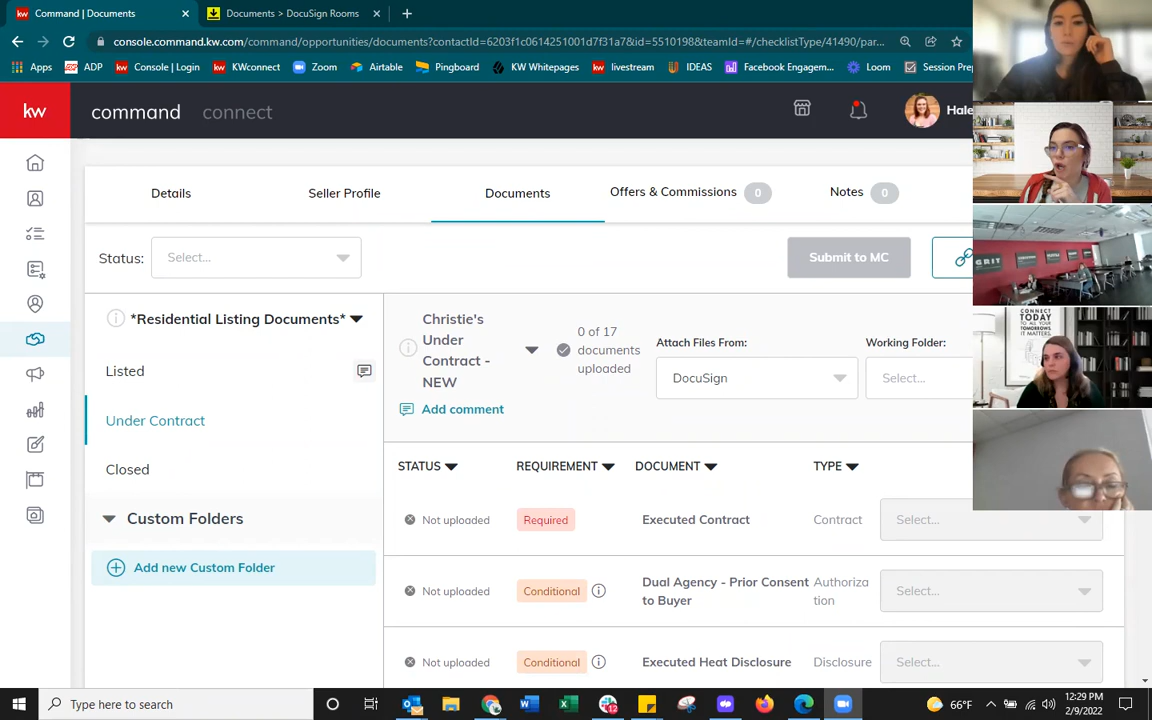 Command | Documents
Documents > DocuSign Rooms
console.command.kw.com/command/opportunities/documents?contactId=6203f1c0614251001d7f31a7&id=5510198&teamId=#/checklistType/41490/par...
Apps
ADP
Console | Login
KWconnect
Zoom
Airtable
Pingboard
KW Whitepages
livestream
IDEAS
Facebook Engagem...
Loom
Session Prep
kw
command
connect
Hale
Details
Seller Profile
Documents
Offers & Commissions 0
Notes 0
Status: Select...
Submit to MC
*Residential Listing Documents*
Listed
Under Contract
Closed
Custom Folders
Add new Custom Folder
Christie's
Under
Contract -
NEW
0 of 17
documents
uploaded
Attach Files From:
DocuSign
Working Folder:
Select...
Add comment
STATUS REQUIREMENT DOCUMENT TYPE
Not uploaded Required Executed Contract Contract Select...
Not uploaded Conditional Dual Agency - Prior Consent
to Buyer
Authoriza
tion
Select...
Not uploaded Conditional Executed Heat Disclosure Disclosure Select...
GRIT
CONNECT
TODAY
TO ALL YOUR
TOMORROWS
IT MATTERS.
Type here to search
66°F
12:29 PM
2/9/2022